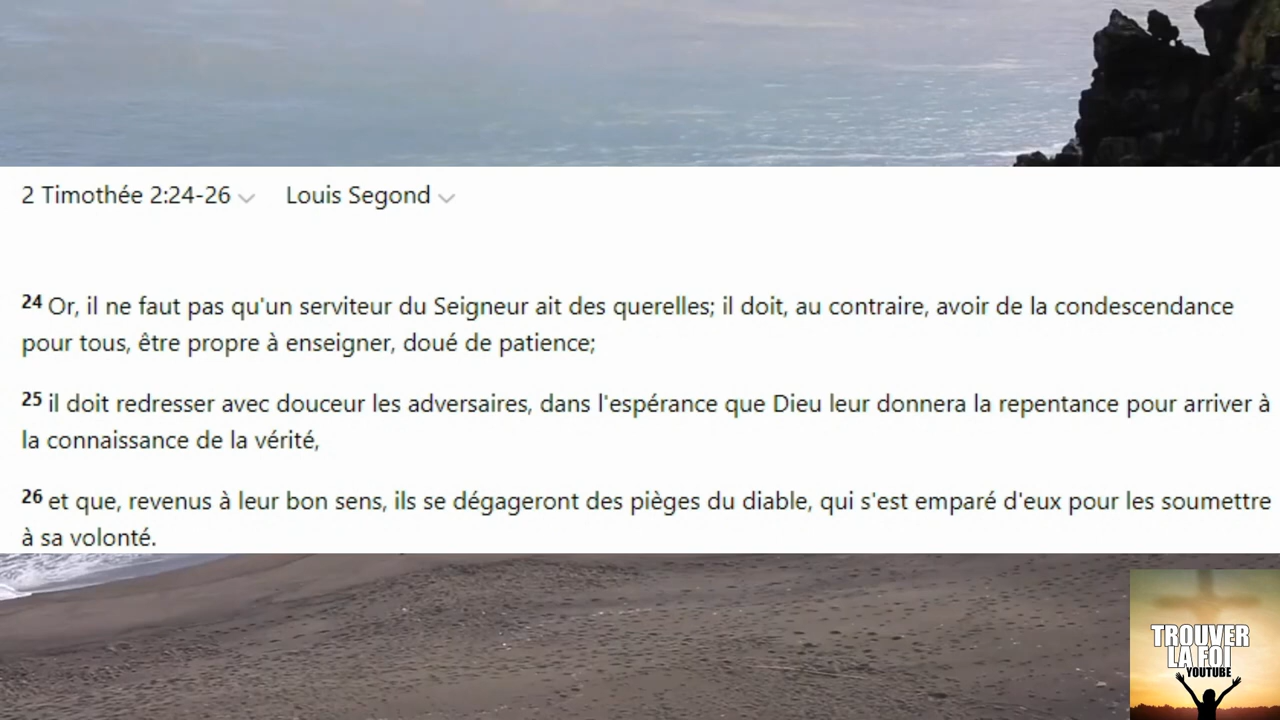 2 Timothée 2:24-26 Louis Segond
24 Or, il ne faut pas qu'un serviteur du Seigneur ait des querelles; il doit, au contraire, avoir de la condescendance
pour tous, être propre à enseigner, doué de patience;
25 il doit redresser avec douceur les adversaires, dans l'espérance que Dieu leur donnera la repentance pour arriver à
la connaissance de la vérité,
26 et que, revenus à leur bon sens, ils se dégageront des pièges du diable, qui s'est emparé d'eux pour les soumettre
à sa volonté.
TROUVER
LA FOI
YOUTUBE